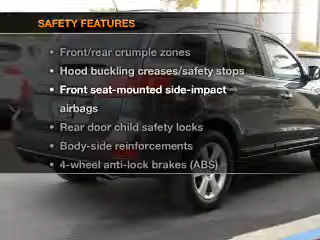 SAFETY FEATURES
• Front/rear crumple zones
• Hood buckling creases/safety stops
• Front seat-mounted side-impact
airbags
• Rear door child safety locks
• Body-side reinforcements
• 4-wheel anti-lock brakes (ABS)